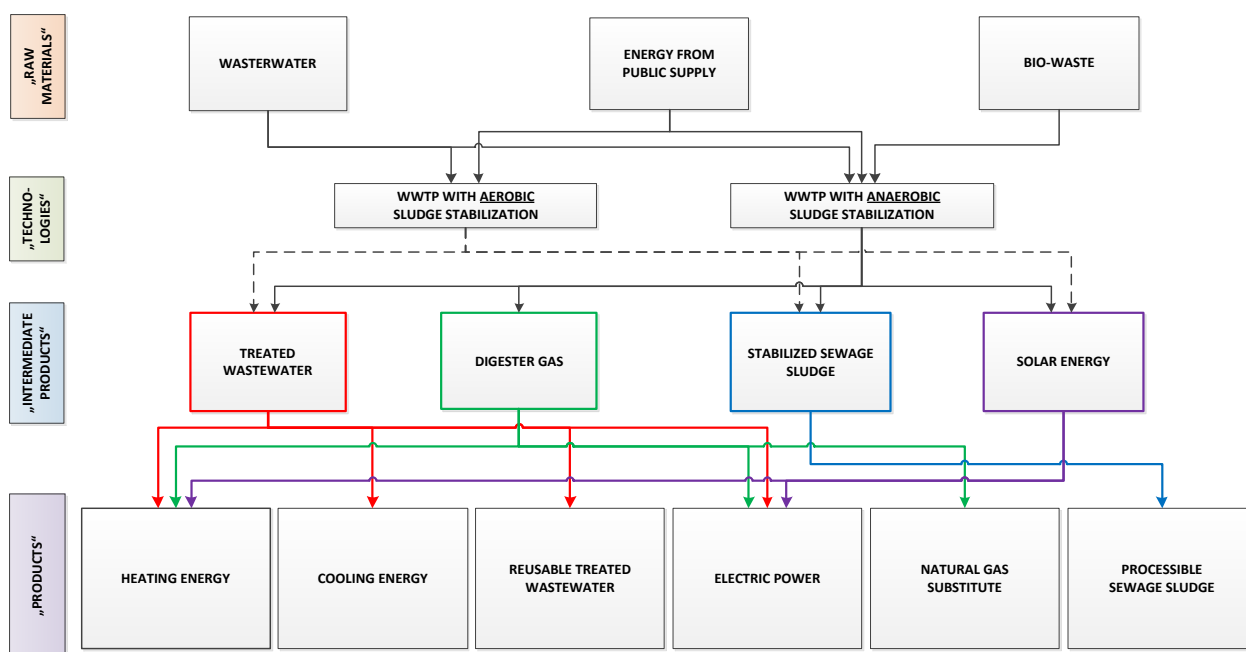 „RAW
MATERIALS“
WASTERWATER
ENERGY FROM
PUBLIC SUPPLY
BIO-WASTE
„TECHNO-
LOGIES“
WWTP WITH AEROBIC
SLUDGE STABILIZATION
WWTP WITH ANAEROBIC
SLUDGE STABILIZATION
„INTERMEDIATE
PRODUCTS“
TREATED
WASTEWATER
DIGESTER GAS
STABILIZED SEWAGE
SLUDGE
SOLAR ENERGY
„PRODUCTS“
HEATING ENERGY
COOLING ENERGY
REUSABLE TREATED
WASTEWATER
ELECTRIC POWER
NATURAL GAS
SUBSTITUTE
PROCESSIBLE
SEWAGE SLUDGE